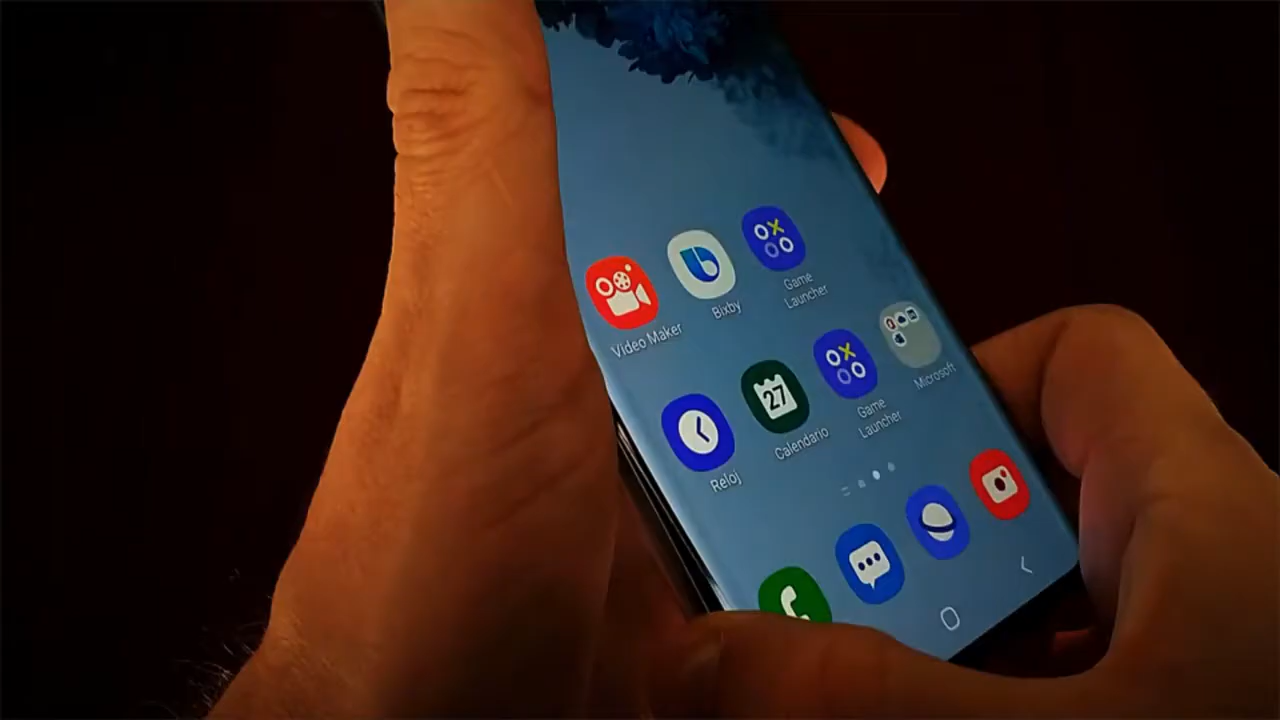 Video Maker
Bixby
Game
Launcher
Reloj
27
Calendario
Game
Launcher
Microsoft